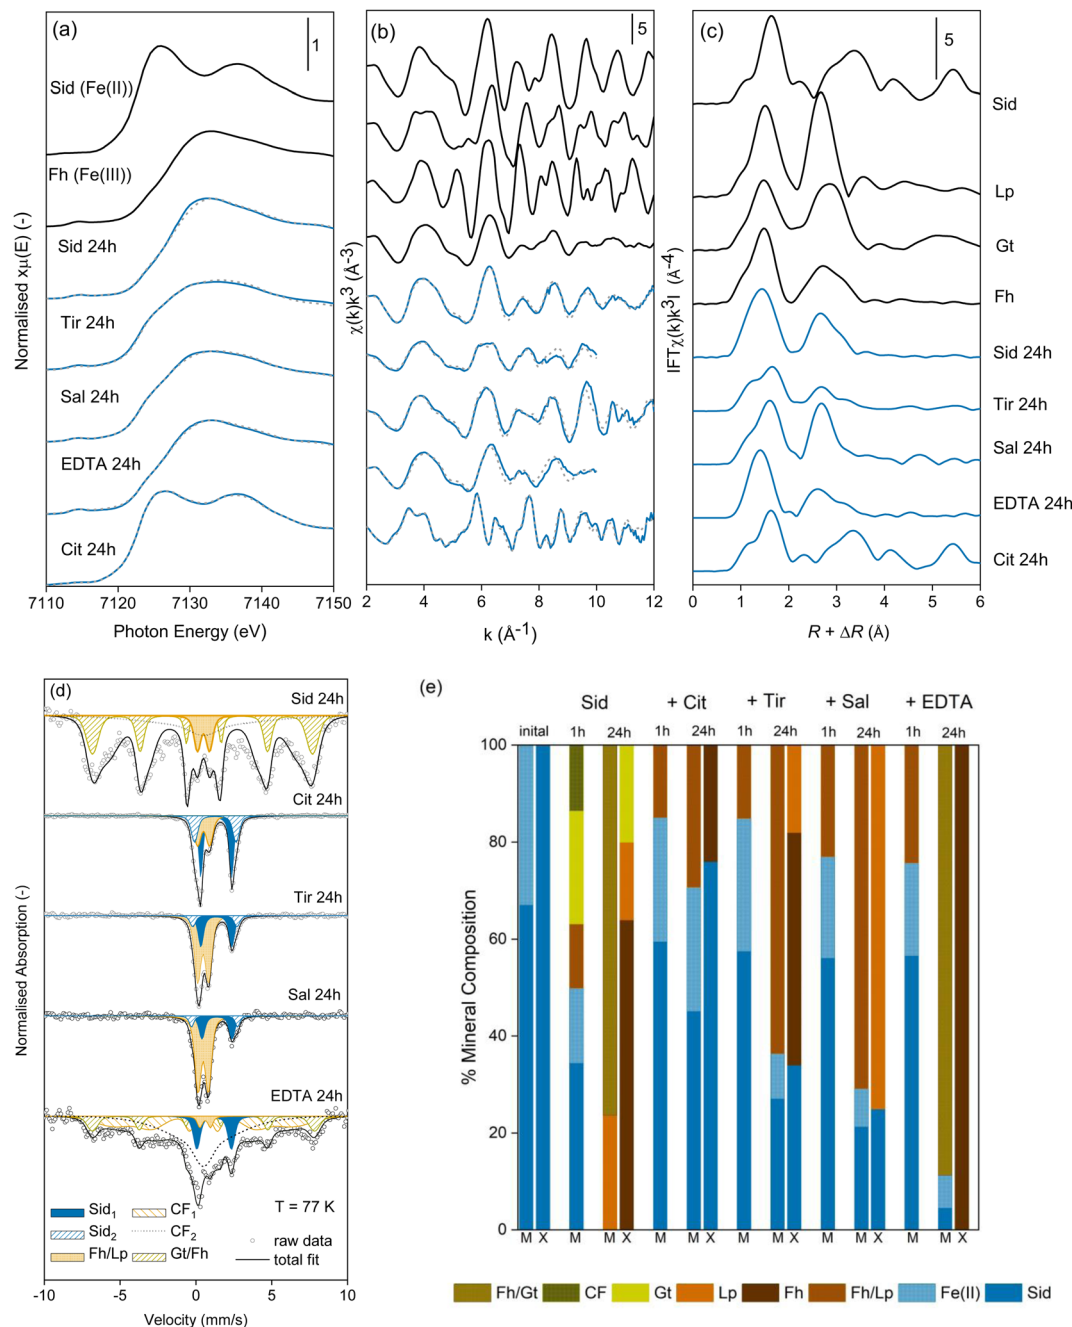 (a)
1
Sid (Fe(II))
Fh (Fe(III))
Sid 24h
Tir 24h
Sal 24h
EDTA 24h
Cit 24h
Normalised xμ(E) (-)
7110 7120 7130 7140 7150
Photon Energy (eV)
(b)
5
χ(k)k3 (Å-3)
2 4 6 8 10 12
k (Å-1)
(c)
5
Sid
Lp
Gt
Fh
Sid 24h
Tir 24h
Sal 24h
EDTA 24h
Cit 24h
IFTχ(k)k3I (Å-4)
0 1 2 3 4 5 6
R + ΔR (Å)
(d)
Sid 24h
Cit 24h
Tir 24h
Sal 24h
EDTA 24h
Normalised Absorption (-)
Sid1 CF1 T = 77 K
Sid2 CF2 raw data
Fh/Lp Gt/Fh total fit
-10 -5 0 5 10
Velocity (mm/s)
(e)
Sid + Cit + Tir + Sal + EDTA
inital 1h 24h 1h 24h 1h 24h 1h 24h 1h 24h
100
80
60
40
20
0
% Mineral Composition
M X M M X M M X M M X M M X M M X
Fh/Gt CF Gt Lp Fh Fh/Lp Fe(II) Sid